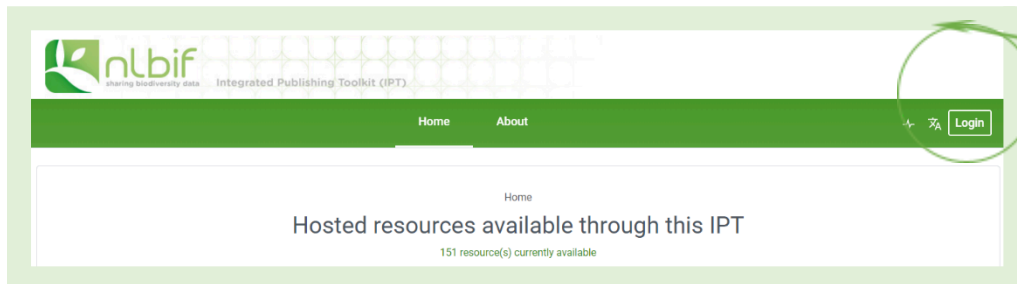 nlbif
sharing biodiversity data
Integrated Publishing Toolkit (IPT)
Home About Login
Home
Hosted resources available through this IPT
151 resource(s) currently available